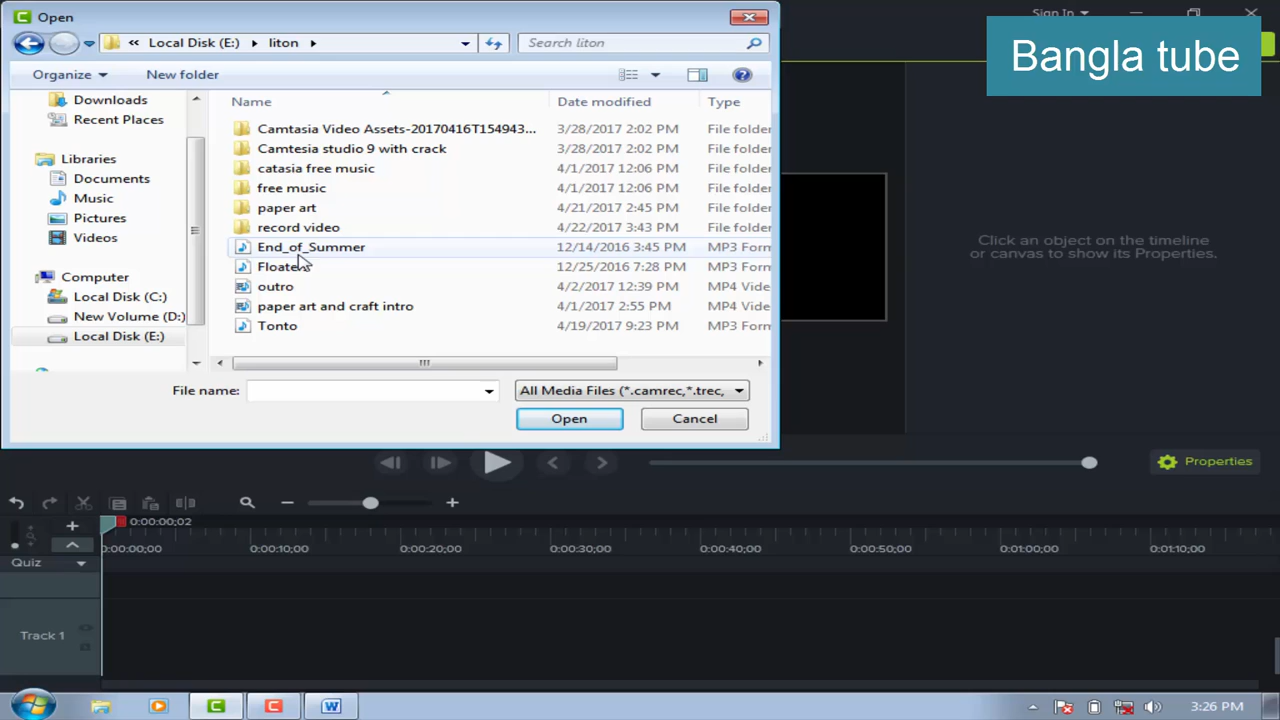 Open
Sign In
Bangla tube
Local Disk (E:)
liton
Search liton
Organize
New folder
Name
Date modified
Type
Downloads
Recent Places
Libraries
Documents
Music
Pictures
Videos
Computer
Local Disk (C:)
New Volume (D:)
Local Disk (E:)
Camtasia Video Assets-20170416T154943... 3/28/2017 2:02 PM File folder
Camtesia studio 9 with crack 3/28/2017 2:02 PM File folder
catasia free music 4/1/2017 12:06 PM File folder
free music 4/1/2017 12:06 PM File folder
paper art 4/21/2017 2:45 PM File folder
record video 4/22/2017 3:43 PM File folder
End_of_Summer 12/14/2016 3:45 PM MP3 Form
12/25/2016 7:28 PM MP3 Form
outro 4/2/2017 12:39 PM MP4 Vide
paper art and craft intro 4/1/2017 2:55 PM MP4 Vide
Tonto 4/19/2017 9:23 PM MP3 Form
File name:
All Media Files (*.camrec,*.trec,
Open
Cancel
Click an object on the timeline
or canvas to show its Properties.
Properties
0:00:00;02
0:00:00;00 0:00:10;00 0:00:20;00 0:00:30;00 0:00:40;00 0:00:50;00 0:01:00;00 0:01:10;00
Quiz
Track 1
3:26 PM